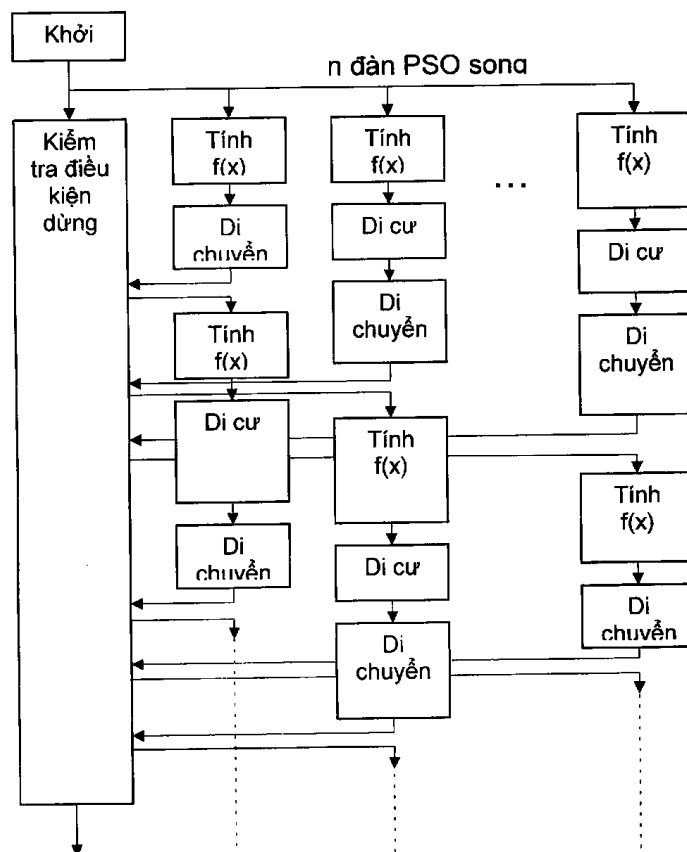 Khởi
n đàn PSO song
Kiểm
tra điều
kiện
dừng
Tính
f(x)
Tính
f(x)
...
Tính
f(x)
Di
chuyển
Di cư
Di cư
Di
chuyển
Tính
f(x)
Di
chuyển
Di cư
Tính
f(x)
Tính
f(x)
Di
chuyển
Di cư
Di
chuyển
Di
chuyển